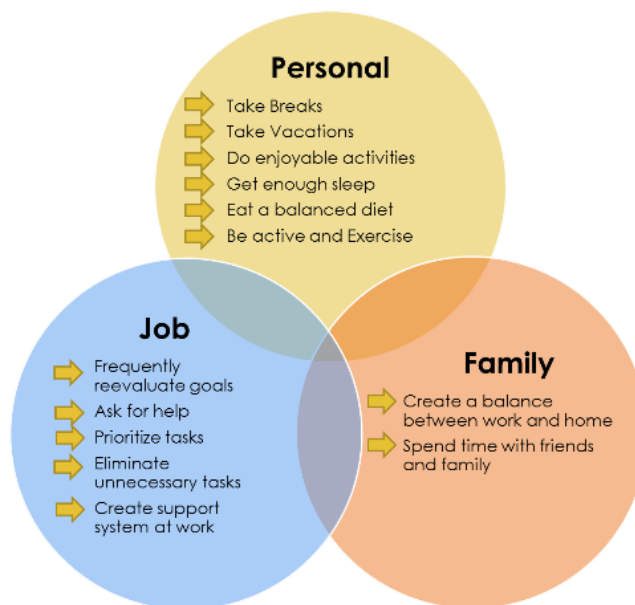 Personal
Take Breaks
Take Vacations
Do enjoyable activities
Get enough sleep
Eat a balanced diet
Be active and Exercise
Job
Frequently
reevaluate goals
Ask for help
Prioritize tasks
Eliminate
unnecessary tasks
Create support
system at work
Family
Create a balance
between work and home
Spend time with friends
and family